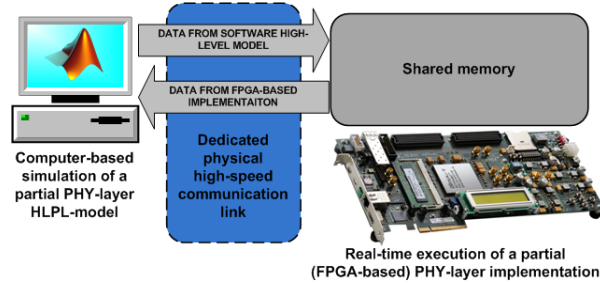 DATA FROM SOFTWARE HIGH-
LEVEL MODEL
Shared memory
DATA FROM FPGA-BASED
IMPLEMENTAITON
Dedicated
physical
high-speed
communication
link
Computer-based
simulation of a
partial PHY-layer
HLPL-model
Real-time execution of a partial
(FPGA-based) PHY-layer implementation